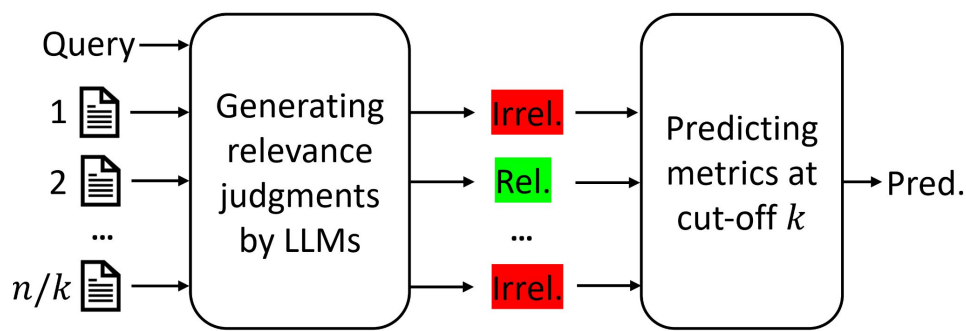 Query
1
2
...
n/k
Generating
relevance
judgments
by LLMs
Irrel.
Rel.
...
Irrel.
Predicting
metrics at
cut-off k
Pred.